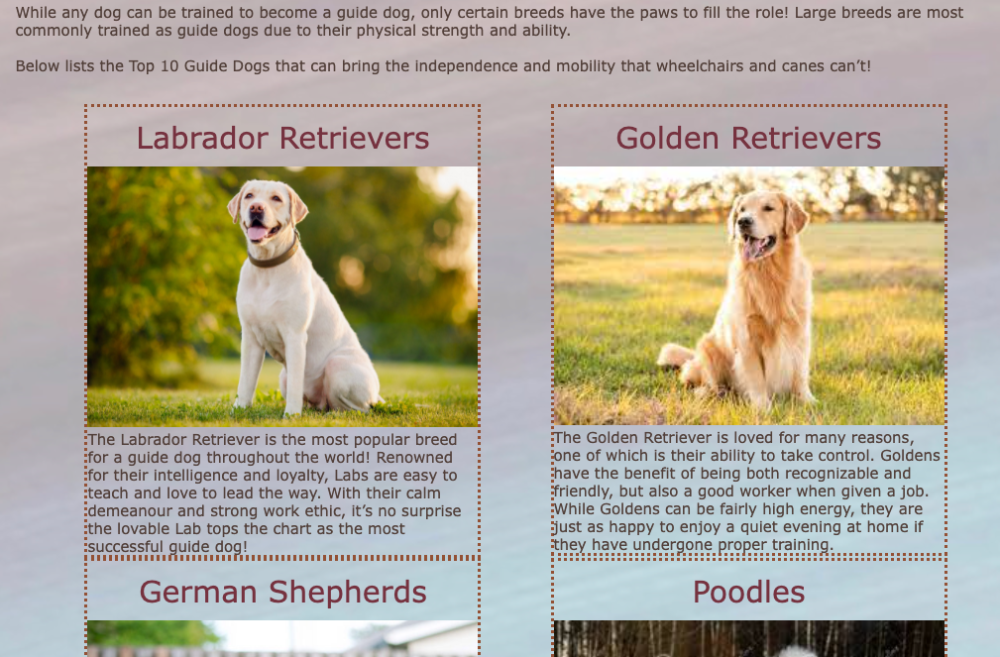 While any dog can be trained to become a guide dog, only certain breeds have the paws to fill the role! Large breeds are most
commonly trained as guide dogs due to their physical strength and ability.
Below lists the Top 10 Guide Dogs that can bring the independence and mobility that wheelchairs and canes can’t!
Labrador Retrievers
The Labrador Retriever is the most popular breed
for a guide dog throughout the world! Renowned
for their intelligence and loyalty, Labs are easy to
teach and love to lead the way. With their calm
demeanour and strong work ethic, it’s no surprise
the lovable Lab tops the chart as the most
successful guide dog!
Golden Retrievers
The Golden Retriever is loved for many reasons,
one of which is their ability to take control. Goldens
have the benefit of being both recognizable and
friendly, but also a good worker when given a job.
While Goldens can be fairly high energy, they are
just as happy to enjoy a quiet evening at home if
they have undergone proper training.
German Shepherds
Poodles